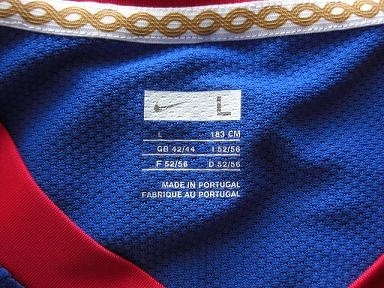 L
L 183 CM
GB 42/44 I 52/56
F 52/56 D 52/56
MADE IN PORTUGAL
FABRIQUE AU PORTUGAL